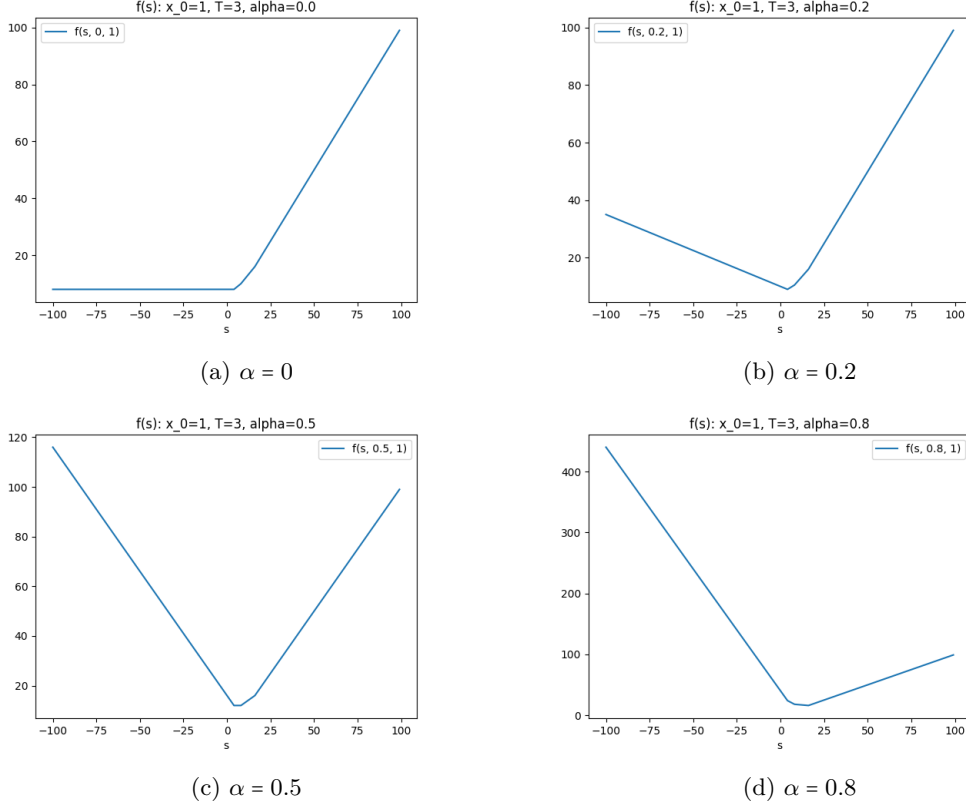 f(s): x_0=1, T=3, alpha=0.0
f(s, 0, 1)
100
80
60
40
20
−100 −75 −50 −25 0 25 50 75 100
s
(a) α = 0
f(s): x_0=1, T=3, alpha=0.2
f(s, 0.2, 1)
100
80
60
40
20
−100 −75 −50 −25 0 25 50 75 100
s
(b) α = 0.2
f(s): x_0=1, T=3, alpha=0.5
f(s, 0.5, 1)
120
100
80
60
40
20
−100 −75 −50 −25 0 25 50 75 100
s
(c) α = 0.5
f(s): x_0=1, T=3, alpha=0.8
f(s, 0.8, 1)
400
300
200
100
0
−100 −75 −50 −25 0 25 50 75 100
s
(d) α = 0.8